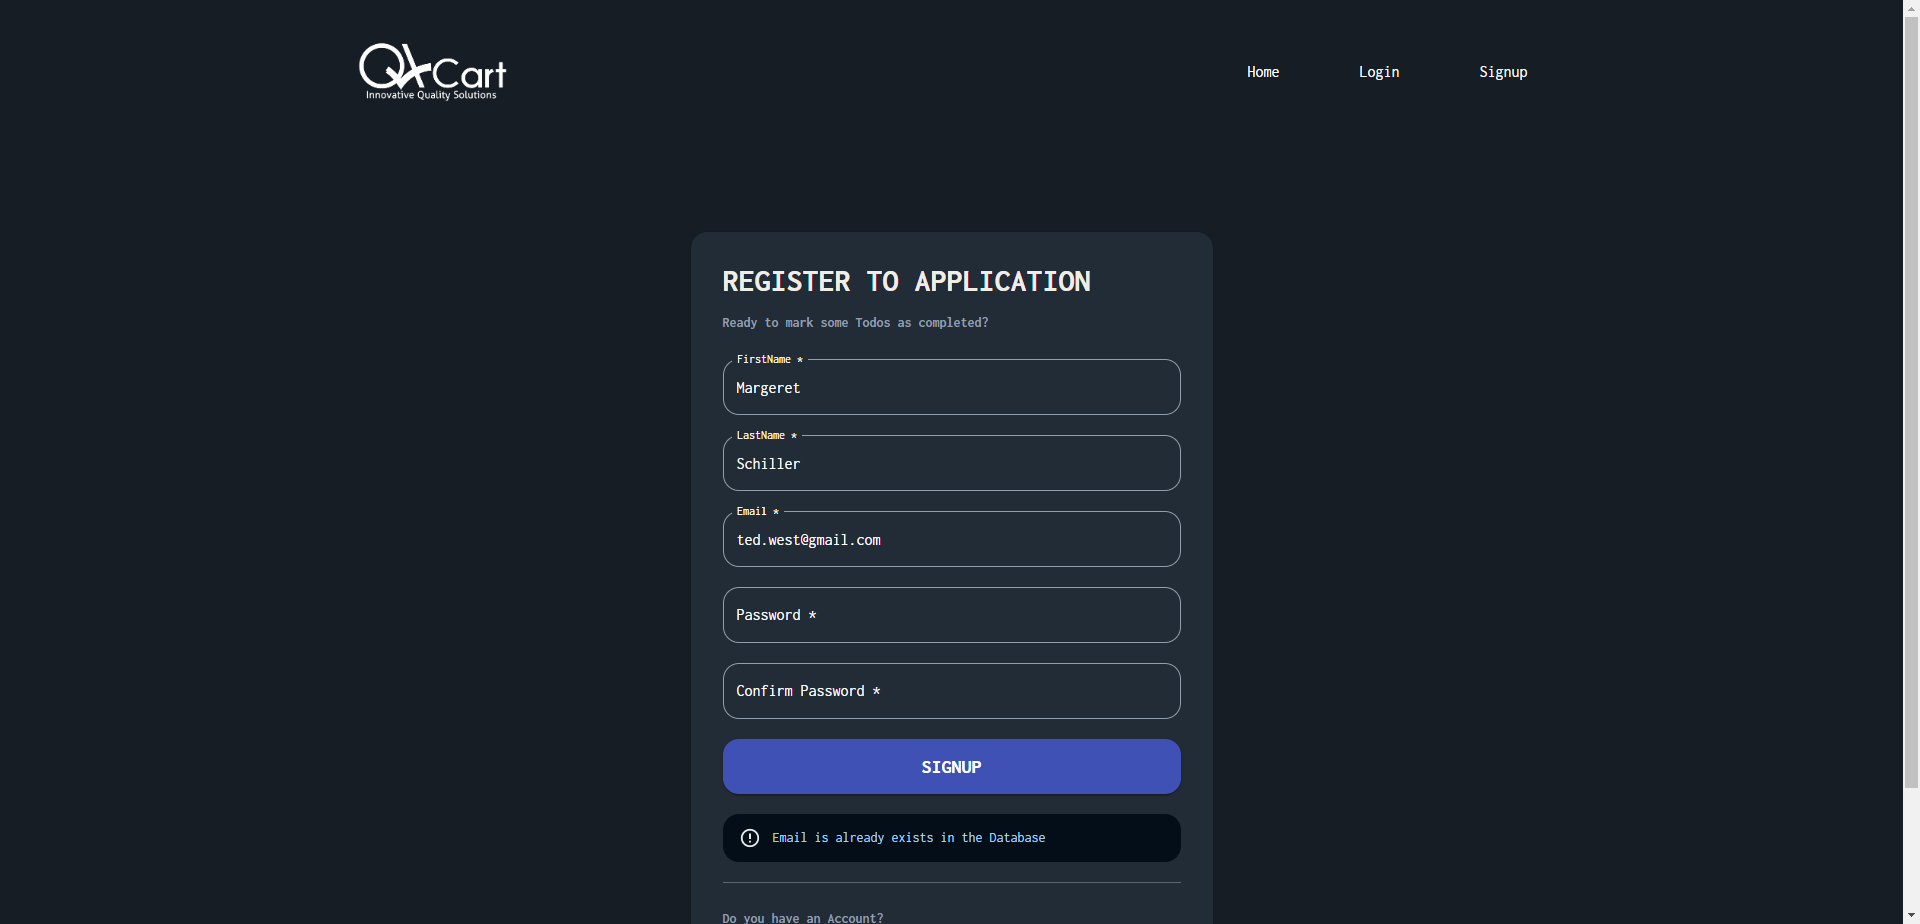 QACart
Innovative Quality Solutions
Home
Login
Signup
REGISTER TO APPLICATION
Ready to mark some Todos as completed?
FirstName *
Margeret
LastName *
Schiller
Email *
ted.west@gmail.com
Password *
Confirm Password *
SIGNUP
Email is already exists in the Database
Do you have an Account?